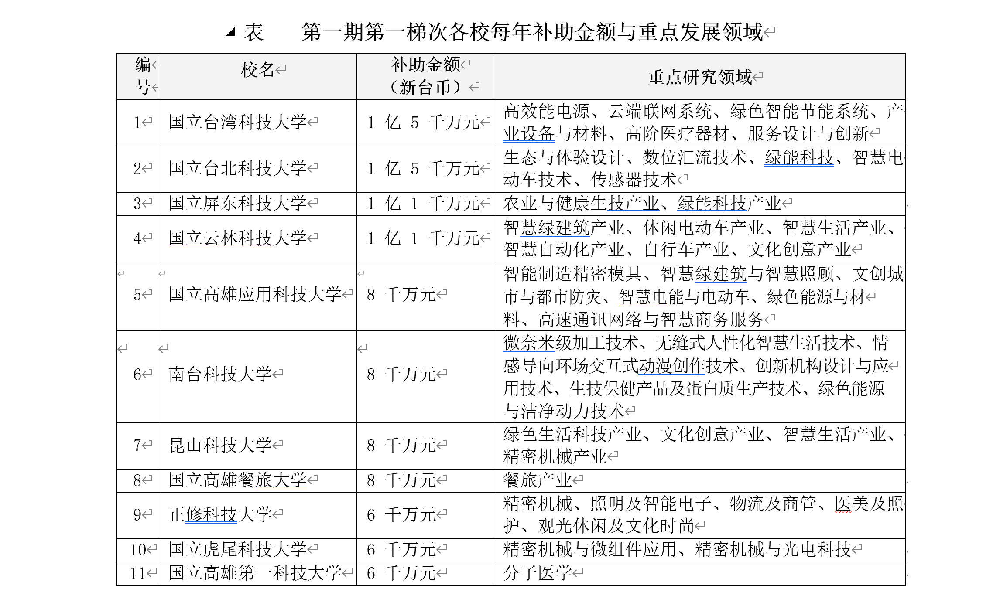 表 第一期第一梯次各校每年补助金额与重点发展领域
编
号
校名
补助金额
（新台币）
重点研究领域
1
国立台湾科技大学
1 亿 5 千万元
高效能电源、云端联网系统、绿色智能节能系统、产
业设备与材料、高阶医疗器材、服务设计与创新
2
国立台北科技大学
1 亿 5 千万元
生态与体验设计、数位汇流技术、绿能科技、智慧电
动车技术、传感器技术
3
国立屏东科技大学
1 亿 1 千万元
农业与健康生技产业、绿能科技产业
4
国立云林科技大学
1 亿 1 千万元
智慧绿建筑产业、休闲电动车产业、智慧生活产业、
智慧自动化产业、自行车产业、文化创意产业
5
国立高雄应用科技大学
8 千万元
智能制造精密模具、智慧绿建筑与智慧照顾、文创城
市与都市防灾、智慧电能与电动车、绿色能源与材
料、高速通讯网络与智慧商务服务
6
南台科技大学
8 千万元
微奈米级加工技术、无缝式人性化智慧生活技术、情
感导向环场交互式动漫创作技术、创新机构设计与应
用技术、生技保健产品及蛋白质生产技术、绿色能源
与洁净动力技术
7
昆山科技大学
8 千万元
绿色生活科技产业、文化创意产业、智慧生活产业、
精密机械产业
8
国立高雄餐旅大学
8 千万元
餐旅产业
9
正修科技大学
6 千万元
精密机械、照明及智能电子、物流及商管、医美及照
护、观光休闲及文化时尚
10
国立虎尾科技大学
6 千万元
精密机械与微组件应用、精密机械与光电科技
11
国立高雄第一科技大学
6 千万元
分子医学